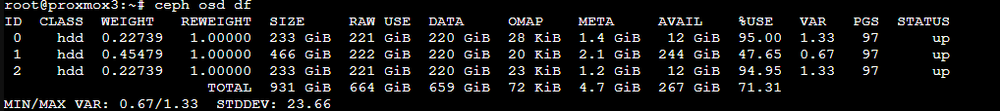 root@proxmox3:~# ceph osd df
ID CLASS WEIGHT REWEIGHT SIZE RAW USE DATA OMAP META AVAIL %USE VAR PGS STATUS
0 hdd 0.22739 1.00000 233 GiB 221 GiB 220 GiB 28 KiB 1.4 GiB 12 GiB 95.00 1.33 97 up
1 hdd 0.45479 1.00000 466 GiB 222 GiB 220 GiB 20 KiB 2.1 GiB 244 GiB 47.65 0.67 97 up
2 hdd 0.22739 1.00000 233 GiB 221 GiB 220 GiB 23 KiB 1.2 GiB 12 GiB 94.95 1.33 97 up
TOTAL 931 GiB 664 GiB 659 GiB 72 KiB 4.7 GiB 267 GiB 71.31
MIN/MAX VAR: 0.67/1.33 STDDEV: 23.66